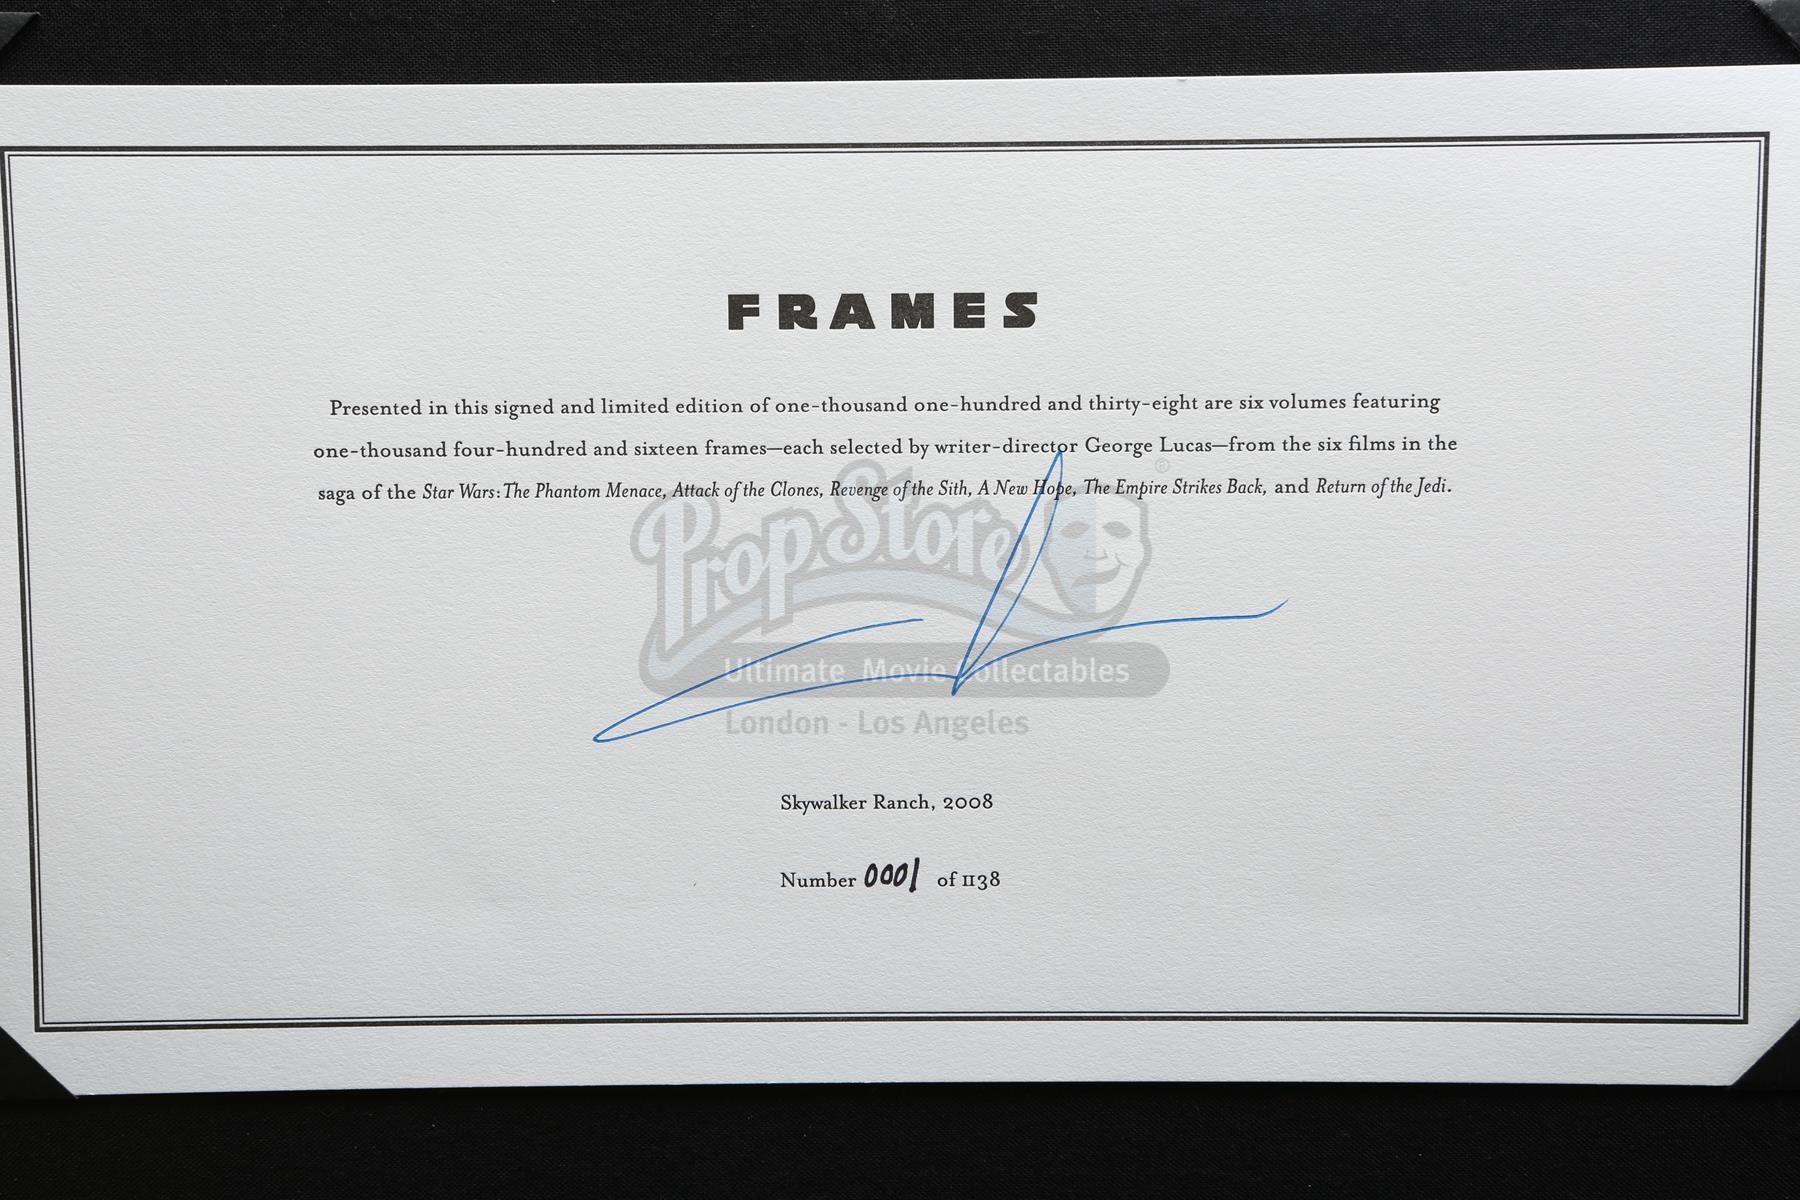 FRAMES
Presented in this signed and limited edition of one-thousand one-hundred and thirty-eight are six volumes featuring
one-thousand four-hundred and sixteen frames—each selected by writer-director George Lucas—from the six films in the
saga of the Star Wars: The Phantom Menace, Attack of the Clones, Revenge of the Sith, A New Hope, The Empire Strikes Back, and Return of the Jedi.
PropStore ®
Ultimate Movie Collectables
London - Los Angeles
Skywalker Ranch, 2008
Number 0001 of 1138